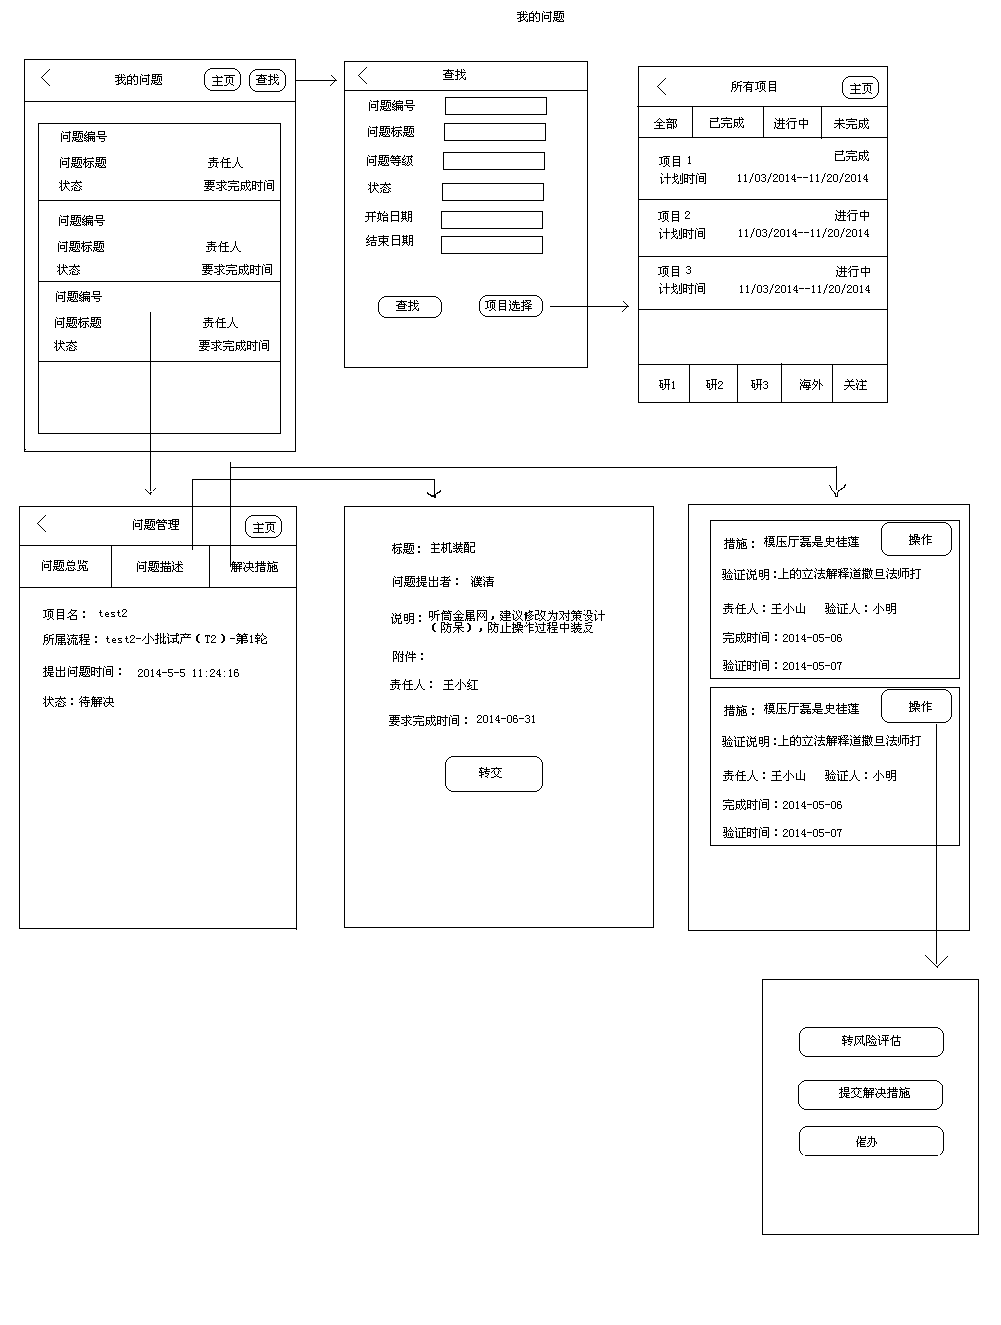 我的问题
我的问题 主页 查找
问题编号
问题标题 责任人
状态 要求完成时间
问题编号
问题标题 责任人
状态 要求完成时间
问题编号
问题标题 责任人
状态 要求完成时间
查找
问题编号
问题标题
问题等级
状态
开始日期
结束日期
查找 项目选择
所有项目 主页
全部 已完成 进行中 未完成
项目 1 已完成
计划时间 11/03/2014--11/20/2014
项目 2 进行中
计划时间 11/03/2014--11/20/2014
项目 3 进行中
计划时间 11/03/2014--11/20/2014
研1 研2 研3 海外 关注
问题管理 主页
问题总览 问题描述 解决措施
项目名： test2
所属流程：test2-小批试产（T2）-第1轮
提出问题时间： 2014-5-5 11:24:16
状态：待解决
标题： 主机装配
问题提出者： 濮清
说明：听筒金属网，建议修改为对策设计
（防呆），防止操作过程中装反
附件：
责任人： 王小红
要求完成时间： 2014-06-31
转交
措施： 模压厅磊是史挂蓬 操作
验证说明：上的立法解释道撒旦法师打
责任人：王小山 验证人：小明
完成时间：2014-05-06
验证时间：2014-05-07
措施： 模压厅磊是史挂蓬 操作
验证说明：上的立法解释道撒旦法师打
责任人：王小山 验证人：小明
完成时间：2014-05-06
验证时间：2014-05-07
转风险评估
提交解决措施
催办